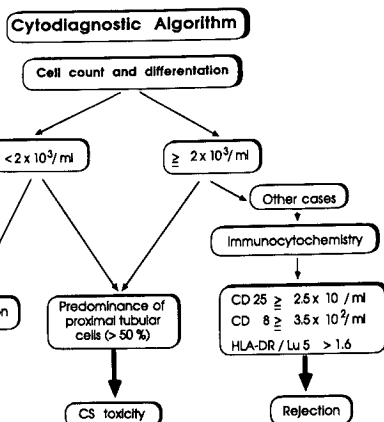 Cytodiagnostic Algorithm
Cell count and differentation
<2 x 10³/ ml
≥ 2x 10³/ ml
Other cases
Immunocytochemistry
Predominance of
proximal tubular
cells (> 50 %)
CD 25 ≥ 2.5 x 10 / ml
CD 8 ≥ 3.5 x 10²/ ml
HLA-DR / Lu 5 > 1.6
CS toxicity
Rejection